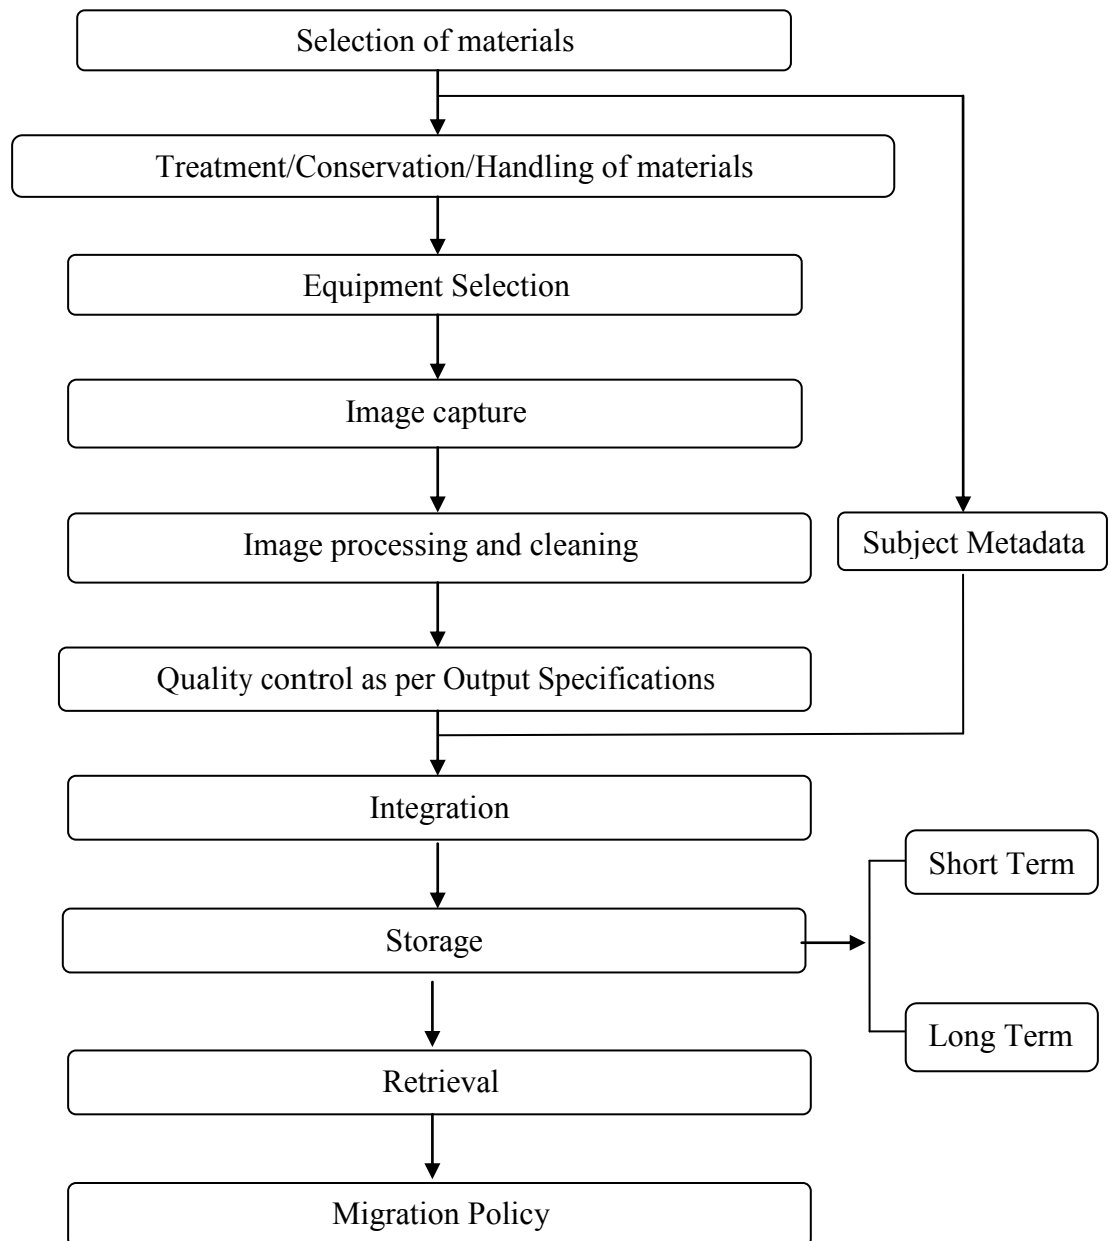 Selection of materials
Treatment/Conservation/Handling of materials
Equipment Selection
Image capture
Image processing and cleaning
Subject Metadata
Quality control as per Output Specifications
Integration
Short Term
Storage
Long Term
Retrieval
Migration Policy